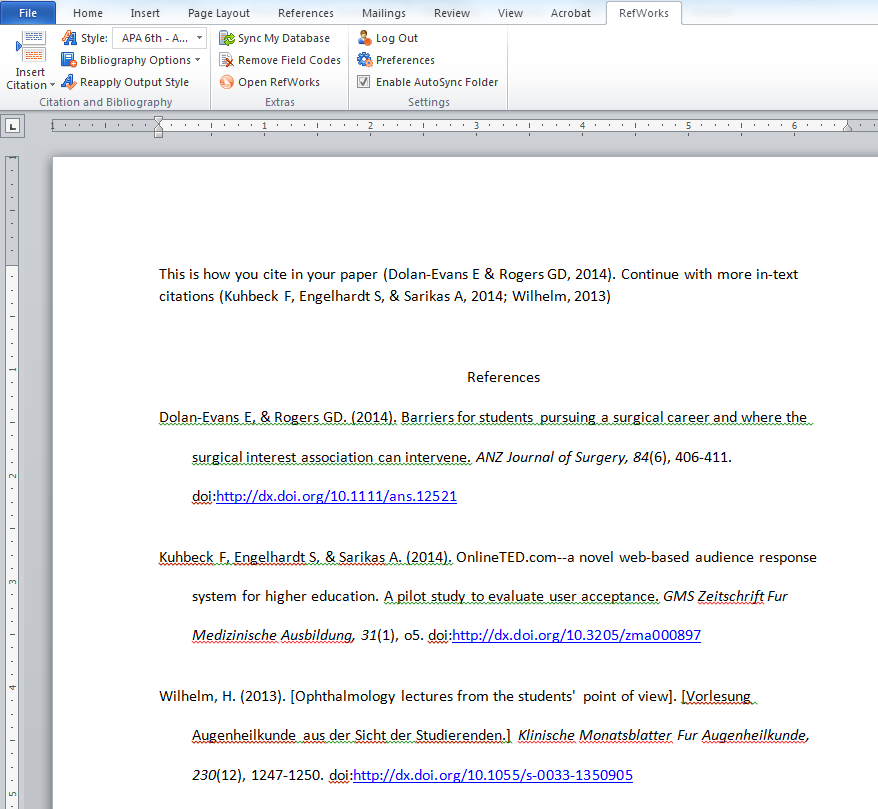 File Home Insert Page Layout References Mailings Review View Acrobat RefWorks
Insert Citation
Style: APA 6th - A...
Bibliography Options
Reapply Output Style
Citation and Bibliography
Sync My Database
Remove Field Codes
Open RefWorks
Extras
Log Out
Preferences
Enable AutoSync Folder
Settings
L
1 1 2 3 4 5 6
1
1
2
3
4
5
This is how you cite in your paper (Dolan-Evans E & Rogers GD, 2014). Continue with more in-text
citations (Kuhbeck F, Engelhardt S, & Sarikas A, 2014; Wilhelm, 2013)
References
Dolan-Evans E, & Rogers GD. (2014). Barriers for students pursuing a surgical career and where the
surgical interest association can intervene. ANZ Journal of Surgery, 84(6), 406-411.
doi:http://dx.doi.org/10.1111/ans.12521
Kuhbeck F, Engelhardt S, & Sarikas A. (2014). OnlineTED.com--a novel web-based audience response
system for higher education. A pilot study to evaluate user acceptance. GMS Zeitschrift Fur
Medizinische Ausbildung, 31(1), o5. doi:http://dx.doi.org/10.3205/zma000897
Wilhelm, H. (2013). [Ophthalmology lectures from the students' point of view]. [Vorlesung
Augenheilkunde aus der Sicht der Studierenden.] Klinische Monatsblatter Fur Augenheilkunde,
230(12), 1247-1250. doi:http://dx.doi.org/10.1055/s-0033-1350905